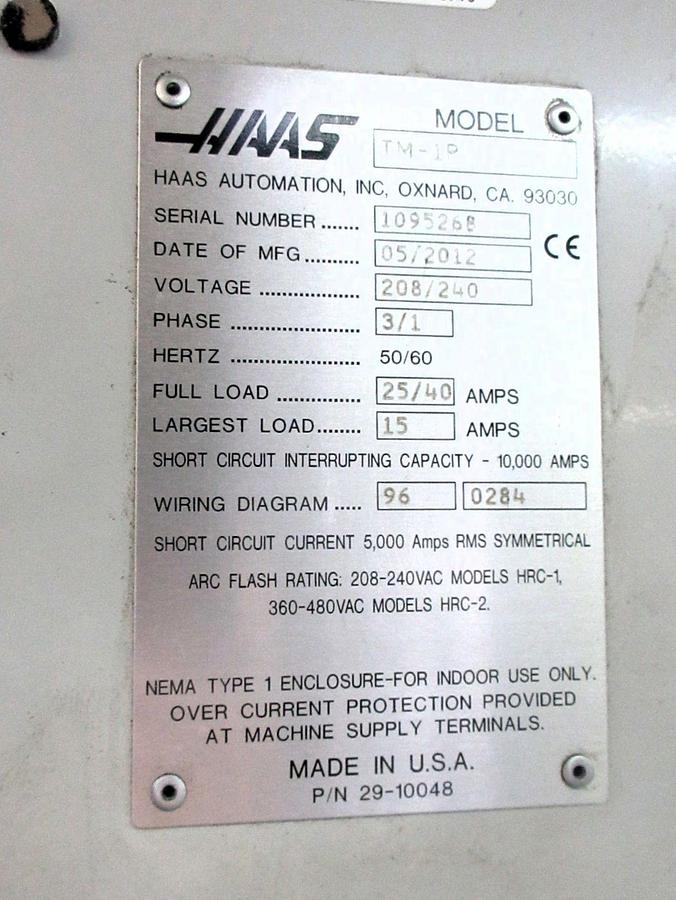 HAAS
MODEL
TM-1P
HAAS AUTOMATION, INC, OXNARD, CA. 93030
SERIAL NUMBER ....... 1095268
DATE OF MFG.......... 05/2012
CE
VOLTAGE ................... 208/240
PHASE ........................ 3/1
HERTZ ........................ 50/60
FULL LOAD ................ 25/40 AMPS
LARGEST LOAD........ 15 AMPS
SHORT CIRCUIT INTERRUPTING CAPACITY - 10,000 AMPS
WIRING DIAGRAM ..... 96 0284
SHORT CIRCUIT CURRENT 5,000 Amps RMS SYMMETRICAL
ARC FLASH RATING: 208-240VAC MODELS HRC-1,
360-480VAC MODELS HRC-2.
NEMA TYPE 1 ENCLOSURE-FOR INDOOR USE ONLY.
OVER CURRENT PROTECTION PROVIDED
AT MACHINE SUPPLY TERMINALS.
MADE IN U.S.A.
P/N 29-10048